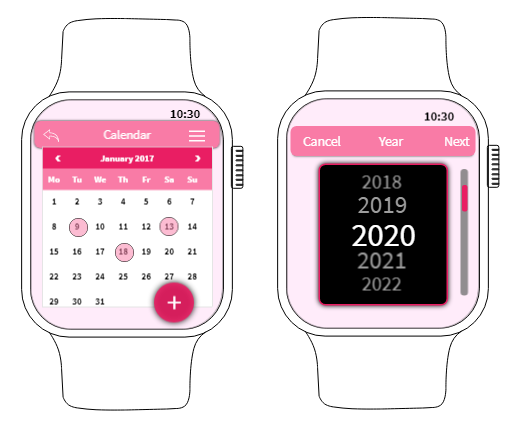 10:30
Calendar
January 2017
Mo Tu We Th Fr Sa Su
1 2 3 4 5 6 7
8 9 10 11 12 13 14
15 16 17 18 19 20 21
22 23 24 25 26 27 28
29 30 31
+
10:30
Cancel Year Next
2018
2019
2020
2021
2022